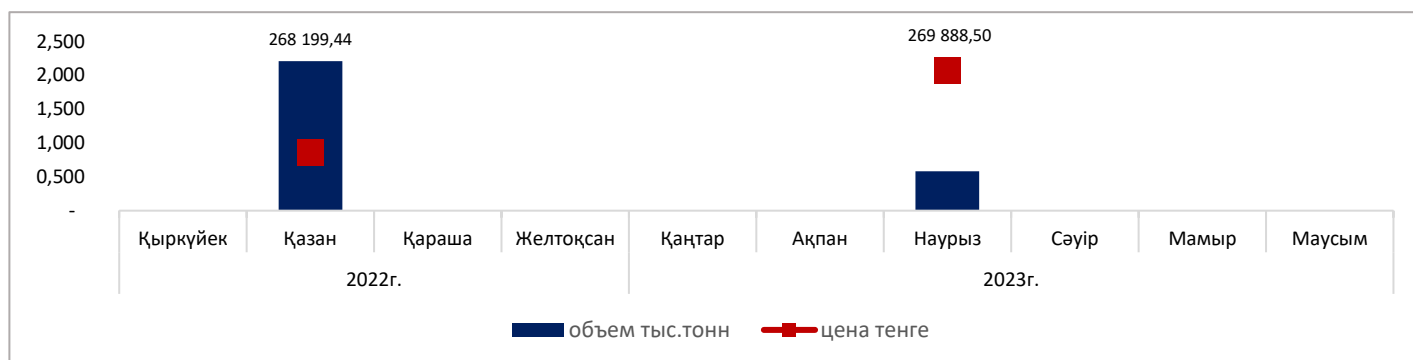 268 199,44
269 888,50
2,500
2,000
1,500
1,000
0,500
-
Қыркүйек Қазан Қараша Желтоқсан Қаңтар Ақпан Наурыз Сәуір Мамыр Маусым
2022г. 2023г.
объем тыс.тонн цена тенге